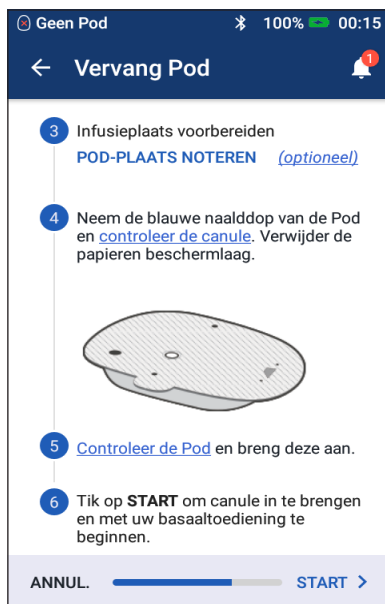 Geen Pod 100% 00:15
Vervang Pod 1
3 Infusieplaats voorbereiden
POD-PLAATS NOTEREN (optioneel)
4 Neem de blauwe naalddop van de Pod
en controleer de canule. Verwijder de
papieren beschermlaag.
5 Controleer de Pod en breng deze aan.
6 Tik op START om canule in te brengen
en met uw basaaltoediening te
beginnen.
ANNUL. START